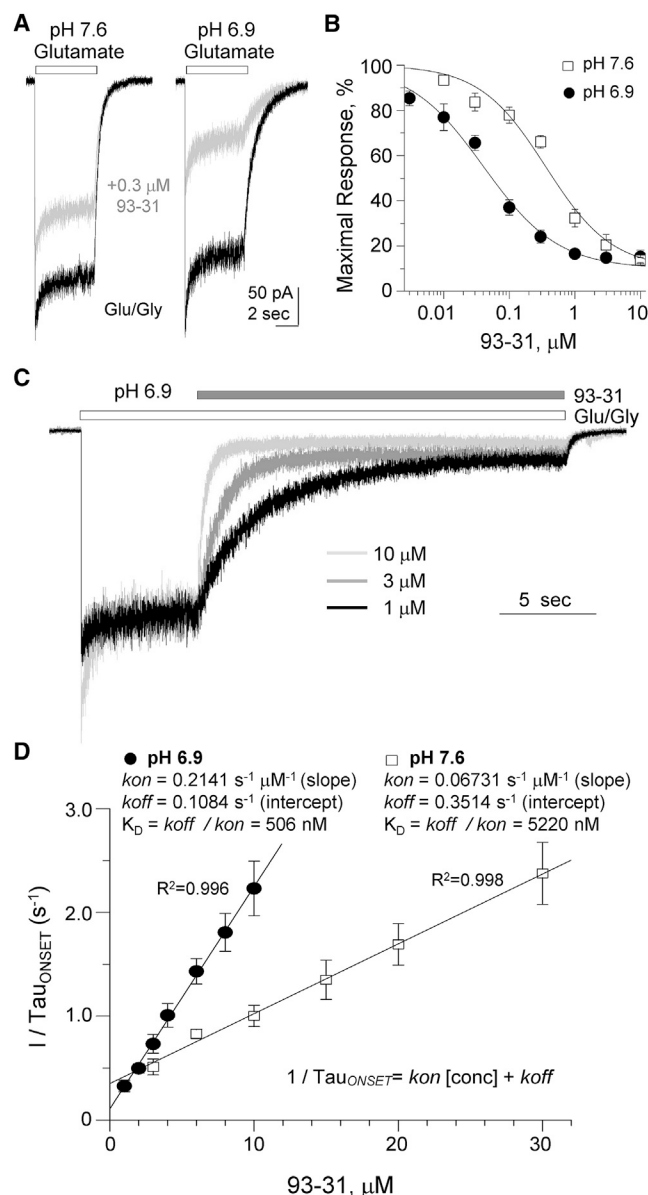 A
pH 7.6
Glutamate
pH 6.9
Glutamate
+0.3 μM
93-31
Glu/Gly
50 pA
2 sec
B
Maximal Response, %
100
80
60
40
20
0
0.01
0.1
1
10
93-31, μM
pH 7.6
pH 6.9
C
pH 6.9
93-31
Glu/Gly
10 μM
3 μM
1 μM
5 sec
D
pH 6.9
kon = 0.2141 s⁻¹ μM⁻¹ (slope)
koff = 0.1084 s⁻¹ (intercept)
K_D = koff / kon = 506 nM
pH 7.6
kon = 0.06731 s⁻¹ μM⁻¹ (slope)
koff = 0.3514 s⁻¹ (intercept)
K_D = koff / kon = 5220 nM
R²=0.996
R²=0.998
I / Tau_ONSET (s⁻¹)
3.0
2.0
1.0
0
1 / Tau_ONSET = kon [conc] + koff
0
10
20
30
93-31, μM